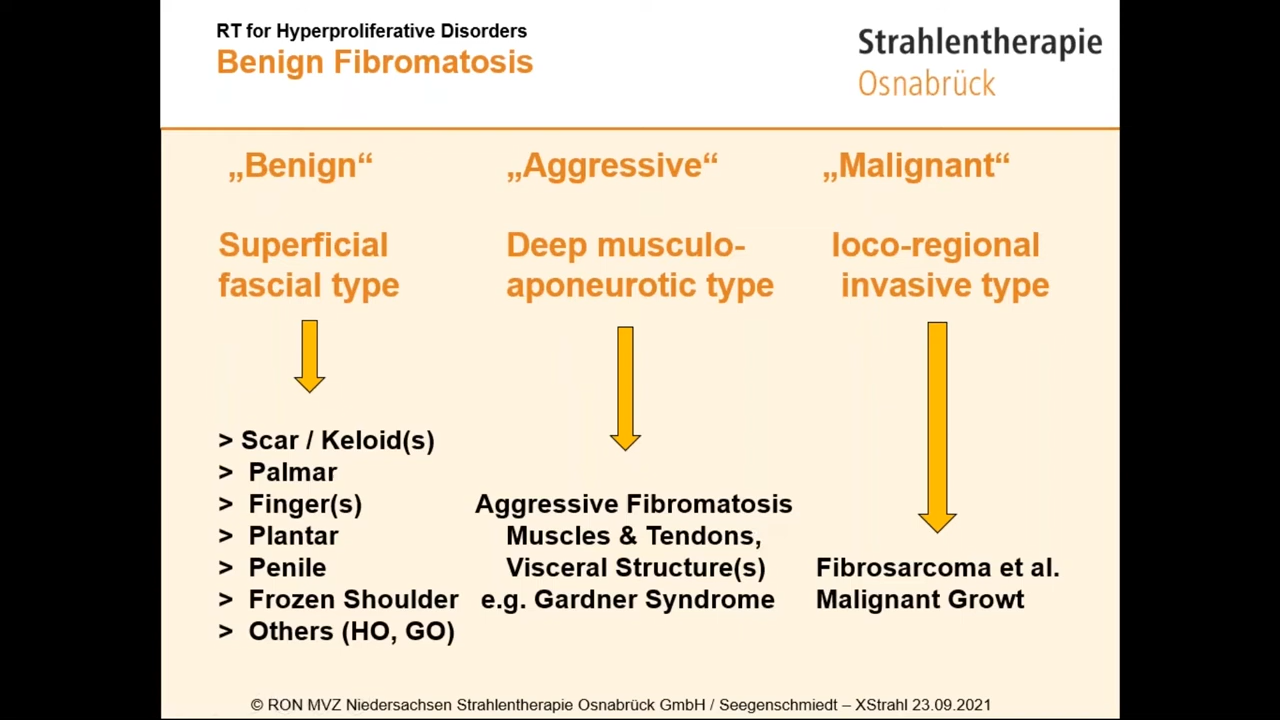 RT for Hyperproliferative Disorders
Benign Fibromatosis
Strahlentherapie
Osnabrück
„Benign“
Superficial
fascial type
> Scar / Keloid(s)
> Palmar
> Finger(s)
> Plantar
> Penile
> Frozen Shoulder
> Others (HO, GO)
„Aggressive“
Deep musculo-
aponeurotic type
Aggressive Fibromatosis
Muscles & Tendons,
Visceral Structure(s)
e.g. Gardner Syndrome
„Malignant“
loco-regional
invasive type
Fibrosarcoma et al.
Malignant Growt
© RON MVZ Niedersachsen Strahlentherapie Osnabrück GmbH / Seegenschmiedt – XStrahl 23.09.2021